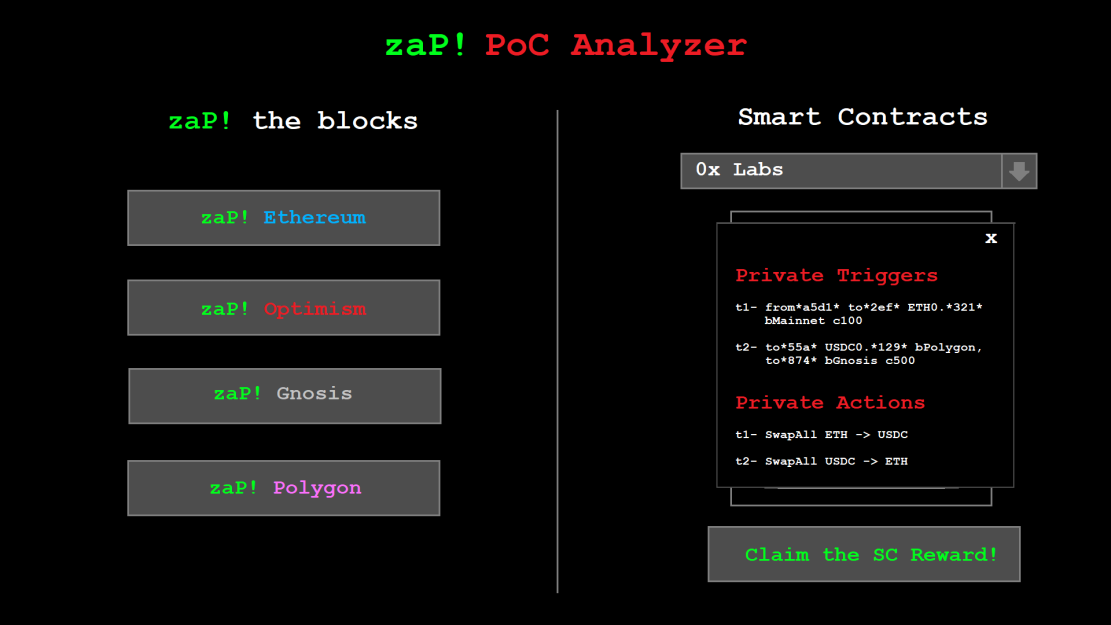 zaP! PoC Analyzer
zaP! the blocks
zaP! Ethereum
zaP! Optimism
zaP! Gnosis
zaP! Polygon
Smart Contracts
0x Labs
x
Private Triggers
t1- from*a5d1* to*2ef* ETH0.*321*
bMainnet c100
t2- to*55a* USDC0.*129* bPolygon,
to*874* bGnosis c500
Private Actions
t1- SwapAll ETH -> USDC
t2- SwapAll USDC -> ETH
Claim the SC Reward!